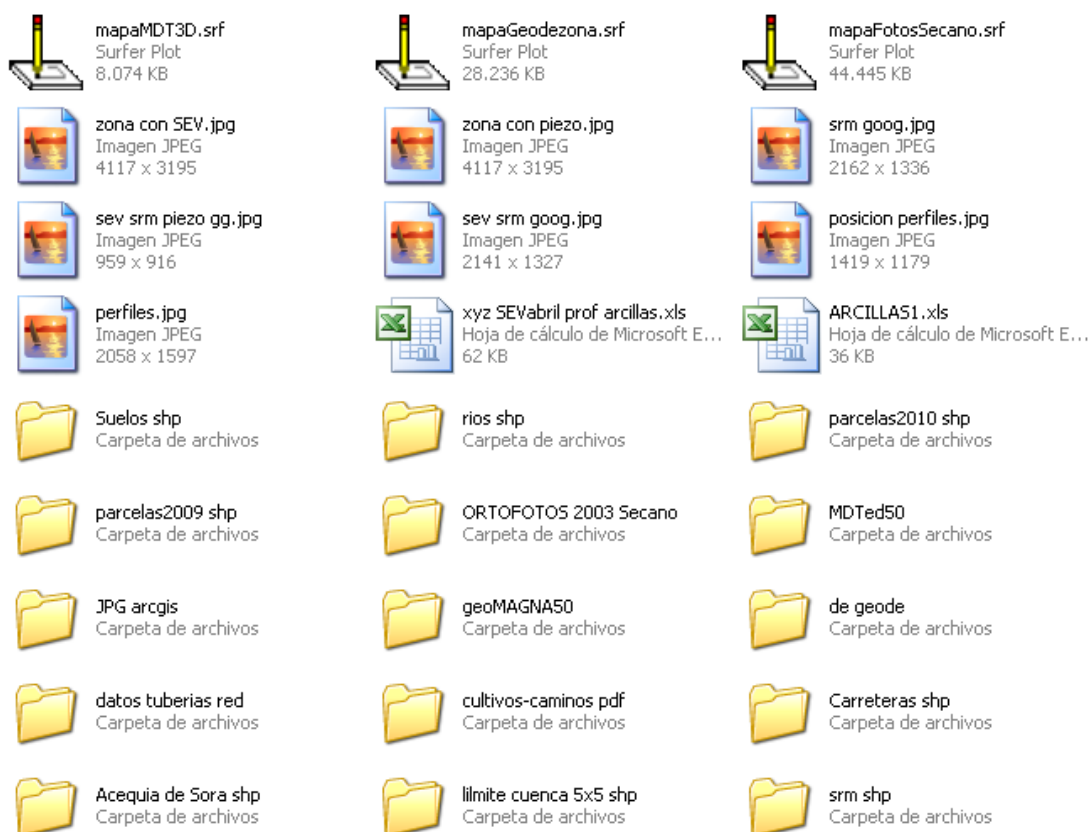 mapaMDT3D.srf
Surfer Plot
8.074 KB
mapaGeodezona.srf
Surfer Plot
28.236 KB
mapaFotosSecano.srf
Surfer Plot
44.445 KB
zona con SEV.jpg
Imagen JPEG
4117 x 3195
zona con piezo.jpg
Imagen JPEG
4117 x 3195
srm goog.jpg
Imagen JPEG
2162 x 1336
sev srm piezo gg.jpg
Imagen JPEG
959 x 916
sev srm goog.jpg
Imagen JPEG
2141 x 1327
posicion perfiles.jpg
Imagen JPEG
1419 x 1179
perfiles.jpg
Imagen JPEG
2058 x 1597
xyz SEVabril prof arcillas.xls
Hoja de cálculo de Microsoft E...
62 KB
ARCILLAS1.xls
Hoja de cálculo de Microsoft E...
36 KB
Suelos shp
Carpeta de archivos
rios shp
Carpeta de archivos
parcelas2010 shp
Carpeta de archivos
parcelas2009 shp
Carpeta de archivos
ORTOFOTOS 2003 Secano
Carpeta de archivos
MDTed50
Carpeta de archivos
JPG arcgis
Carpeta de archivos
geoMAGNA50
Carpeta de archivos
de geode
Carpeta de archivos
datos tuberias red
Carpeta de archivos
cultivos-caminos pdf
Carpeta de archivos
Carreteras shp
Carpeta de archivos
Acequia de Sora shp
Carpeta de archivos
lilmite cuenca 5x5 shp
Carpeta de archivos
srm shp
Carpeta de archivos